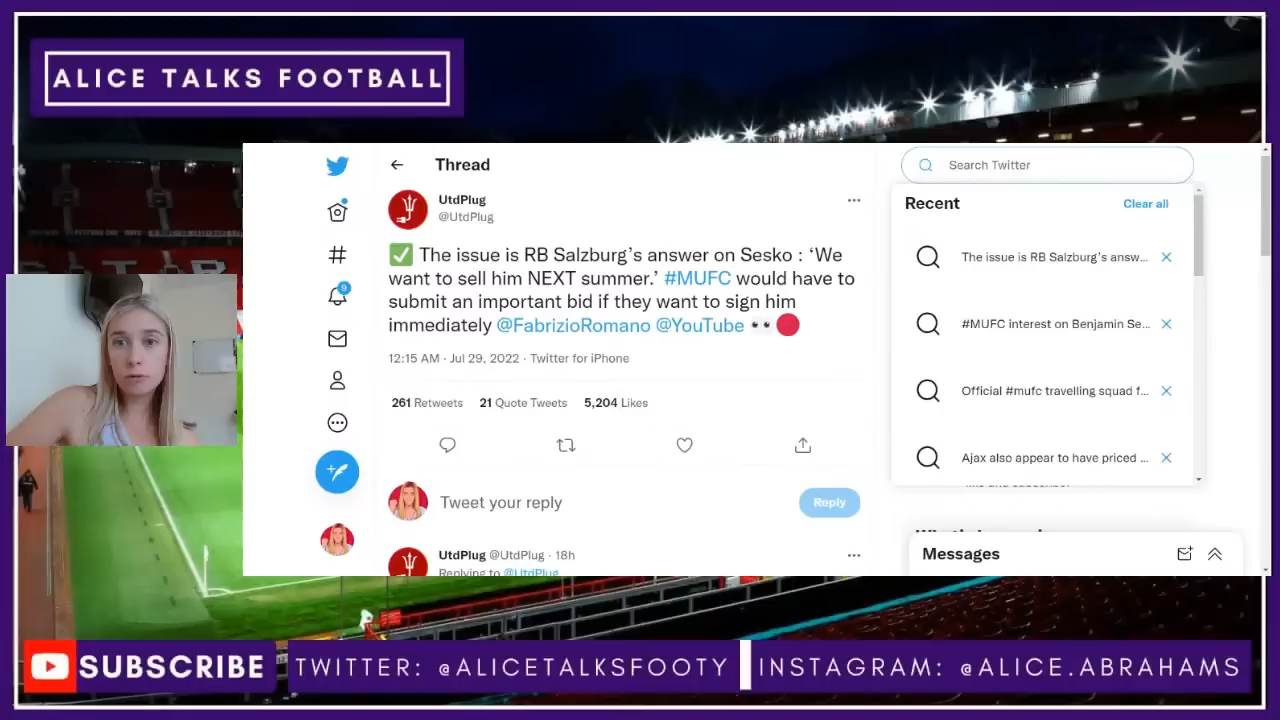 ALICE TALKS FOOTBALL
Thread
Search Twitter
UtdPlug
@UtdPlug
Recent
Clear all
✅ The issue is RB Salzburg’s answer on Sesko : ‘We
want to sell him NEXT summer.’ #MUFC would have to
submit an important bid if they want to sign him
immediately @FabrizioRomano @YouTube 👀 🔴
12:15 AM · Jul 29, 2022 · Twitter for iPhone
261 Retweets 21 Quote Tweets 5,204 Likes
The issue is RB Salzburg’s answ...
#MUFC interest on Benjamin Se...
Official #mufc travelling squad f...
Ajax also appear to have priced ...
9
Tweet your reply
Reply
UtdPlug @UtdPlug · 18h
Replying to @UtdPlug
Messages
SUBSCRIBE
TWITTER: @ALICETALKSFOOTY
INSTAGRAM: @ALICE.ABRAHAMS